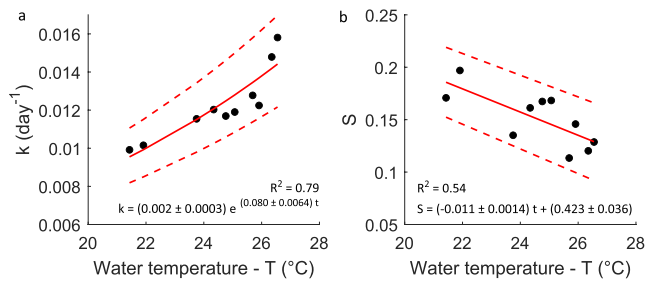 a
k (day-1)
0.016
0.014
0.012
0.01
0.008
0.006
R2 = 0.79
k = (0.002 ± 0.0003) e (0.080 ± 0.0064) t
20 22 24 26 28
Water temperature - T (°C)
b
S
0.25
0.2
0.15
0.1
0.05
R2 = 0.54
S = (-0.011 ± 0.0014) t + (0.423 ± 0.036)
20 22 24 26 28
Water temperature - T (°C)